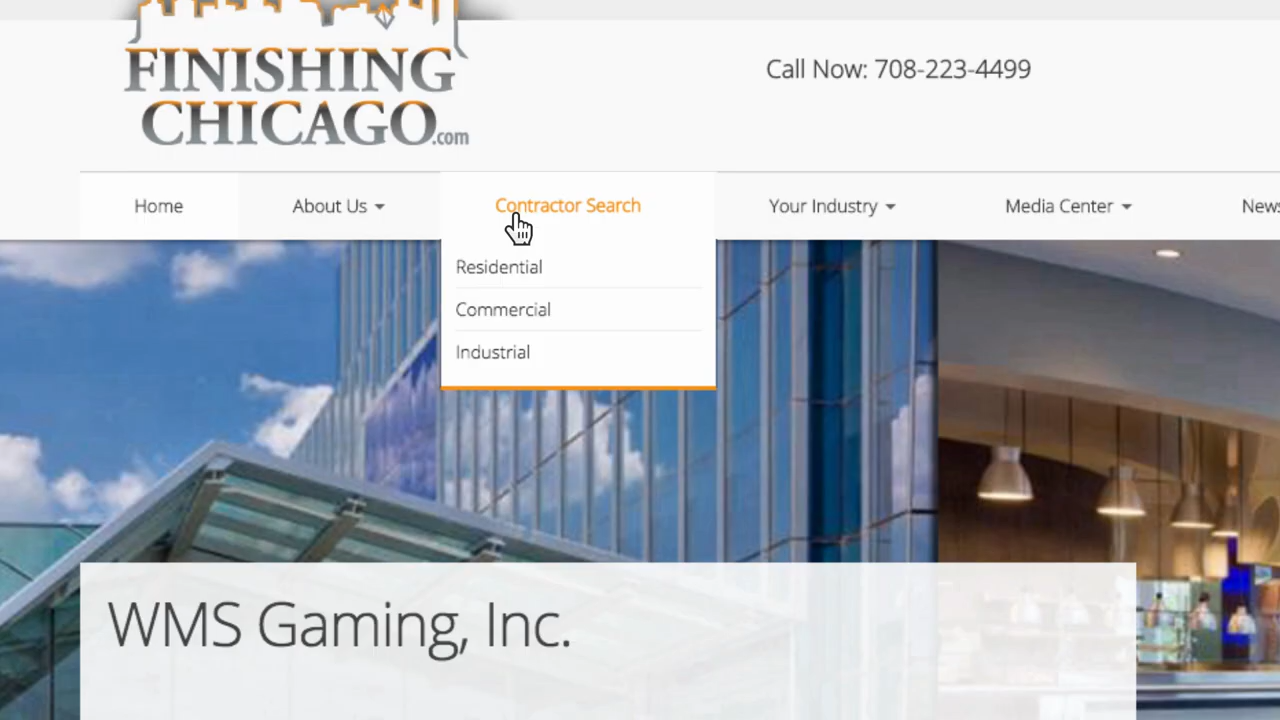 FINISHING
CHICAGO.com
Call Now: 708-223-4499
Home
About Us
Contractor Search
Your Industry
Media Center
News
Residential
Commercial
Industrial
WMS Gaming, Inc.